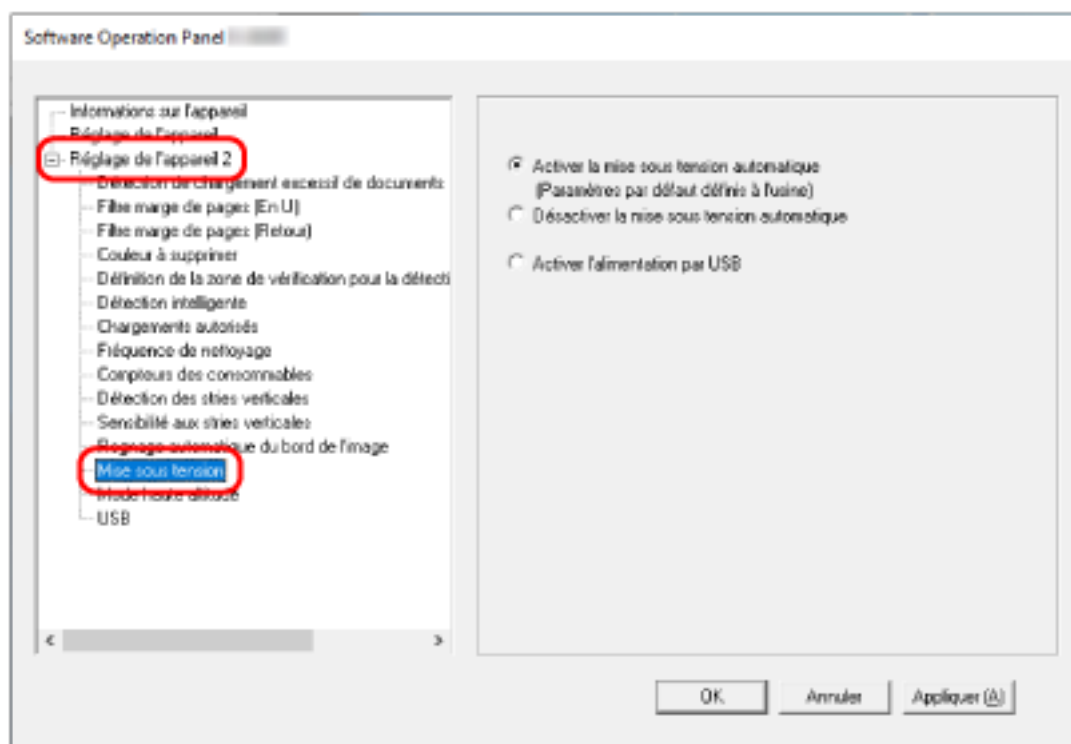 Software Operation Panel
Informations sur l'appareil
Réglage de l'appareil
Réglage de l'appareil 2
Détection de chargement excessif de documents
Filtre marge de pages (En U)
Filtre marge de pages (Retour)
Couleur à supprimer
Définition de la zone de vérification pour la détecti
Détection intelligente
Chargements autorisés
Fréquence de nettoyage
Compteurs des consommables
Détection des stries verticales
Sensibilité aux stries verticales
Rognage automatique du bord de l'image
Mise sous tension
Mode haute altitude
USB
Activer la mise sous tension automatique
(Paramètres par défaut définis à l'usine)
Désactiver la mise sous tension automatique
Activer l'alimentation par USB
OK
Annuler
Appliquer (A)